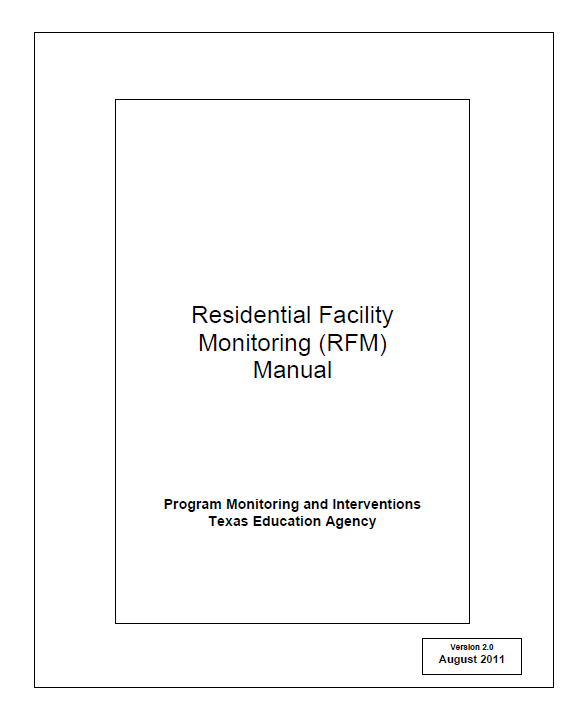 Residential Facility
Monitoring (RFM)
Manual
Program Monitoring and Interventions
Texas Education Agency
Version 2.0
August 2011